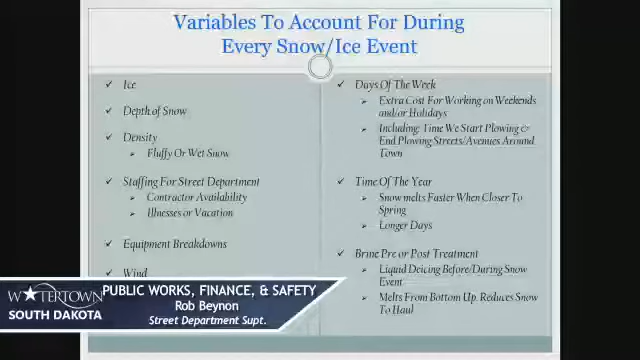 Variables To Account For During
Every Snow/Ice Event
Ice
Depth of Snow
Density
Fluffy Or Wet Snow
Staffing For Street Department
Contractor Availability
Illnesses or Vacation
Equipment Breakdowns
Wind
Days Of The Week
Extra Cost For Working on Weekends
and/or Holidays
Including: Time We Start Plowing &
End Plowing Streets/Avenues Around
Town
Time Of The Year
Snow melts Faster When Closer To
Spring
Longer Days
Brine Pre or Post Treatment
Liquid Deicing Before/During Snow
Event
Melts From Bottom Up, Reduces Snow
To Haul
WATERTOWN
SOUTH DAKOTA
PUBLIC WORKS, FINANCE, & SAFETY
Rob Beynon
Street Department Supt.